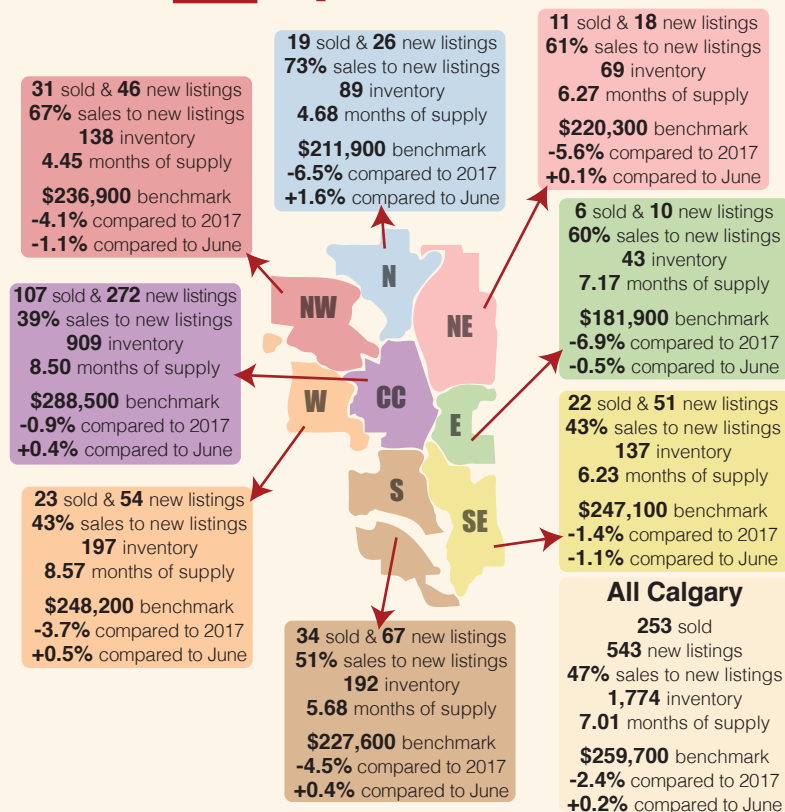 19 sold & 26 new listings
73% sales to new listings
89 inventory
4.68 months of supply
$211,900 benchmark
-6.5% compared to 2017
+1.6% compared to June
11 sold & 18 new listings
61% sales to new listings
69 inventory
6.27 months of supply
$220,300 benchmark
-5.6% compared to 2017
+0.1% compared to June
31 sold & 46 new listings
67% sales to new listings
138 inventory
4.45 months of supply
$236,900 benchmark
-4.1% compared to 2017
-1.1% compared to June
6 sold & 10 new listings
60% sales to new listings
43 inventory
7.17 months of supply
$181,900 benchmark
-6.9% compared to 2017
-0.5% compared to June
N
NW
NE
W
CC
E
S
SE
107 sold & 272 new listings
39% sales to new listings
909 inventory
8.50 months of supply
$288,500 benchmark
-0.9% compared to 2017
+0.4% compared to June
22 sold & 51 new listings
43% sales to new listings
137 inventory
6.23 months of supply
$247,100 benchmark
-1.4% compared to 2017
-1.1% compared to June
23 sold & 54 new listings
43% sales to new listings
197 inventory
8.57 months of supply
$248,200 benchmark
-3.7% compared to 2017
+0.5% compared to June
34 sold & 67 new listings
51% sales to new listings
192 inventory
5.68 months of supply
$227,600 benchmark
-4.5% compared to 2017
+0.4% compared to June
All Calgary
253 sold
543 new listings
47% sales to new listings
1,774 inventory
7.01 months of supply
$259,700 benchmark
-2.4% compared to 2017
+0.2% compared to June